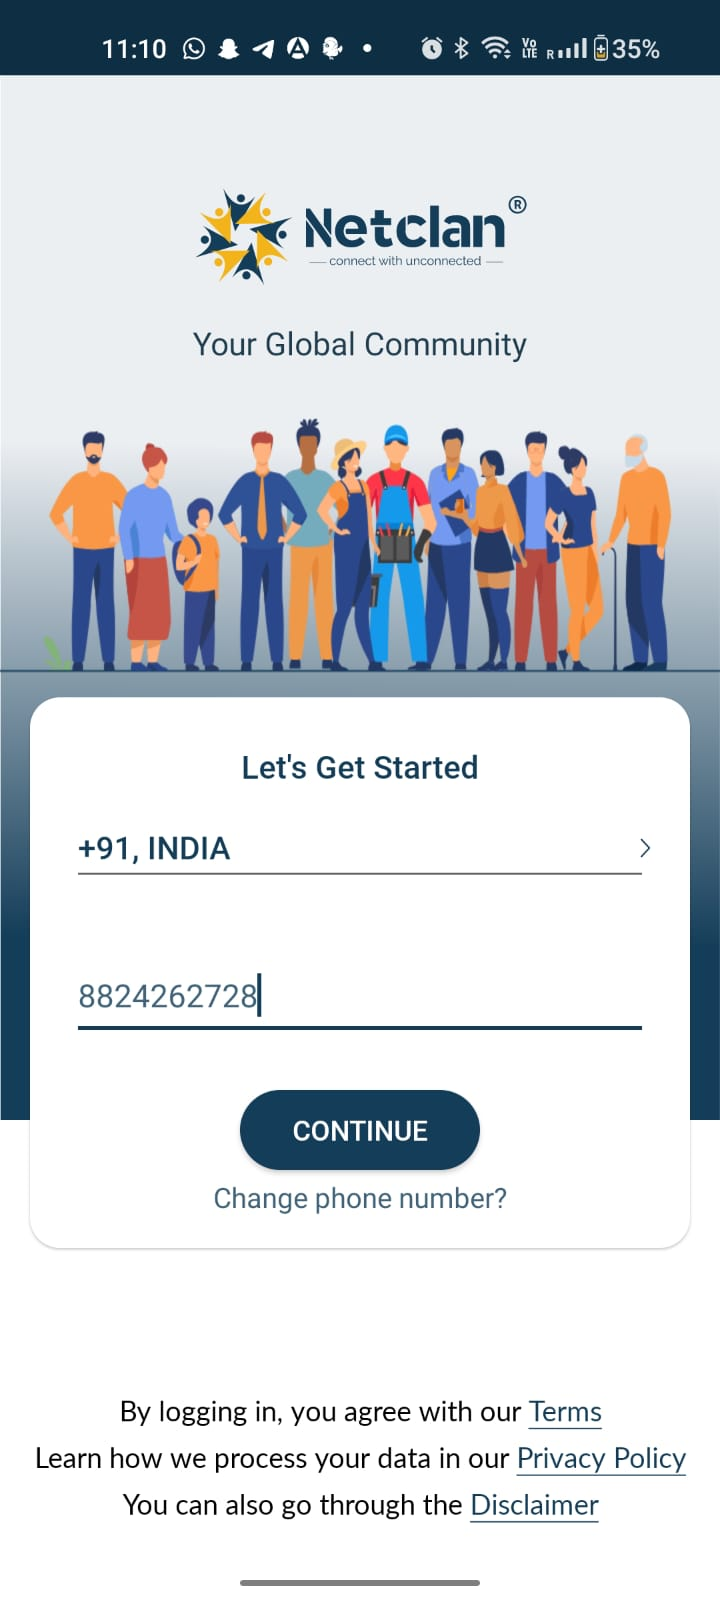 11:10 VoLTE R 35%
Netclan®
connect with unconnected
Your Global Community
Let's Get Started
+91, INDIA
8824262728
CONTINUE
Change phone number?
By logging in, you agree with our Terms
Learn how we process your data in our Privacy Policy
You can also go through the Disclaimer